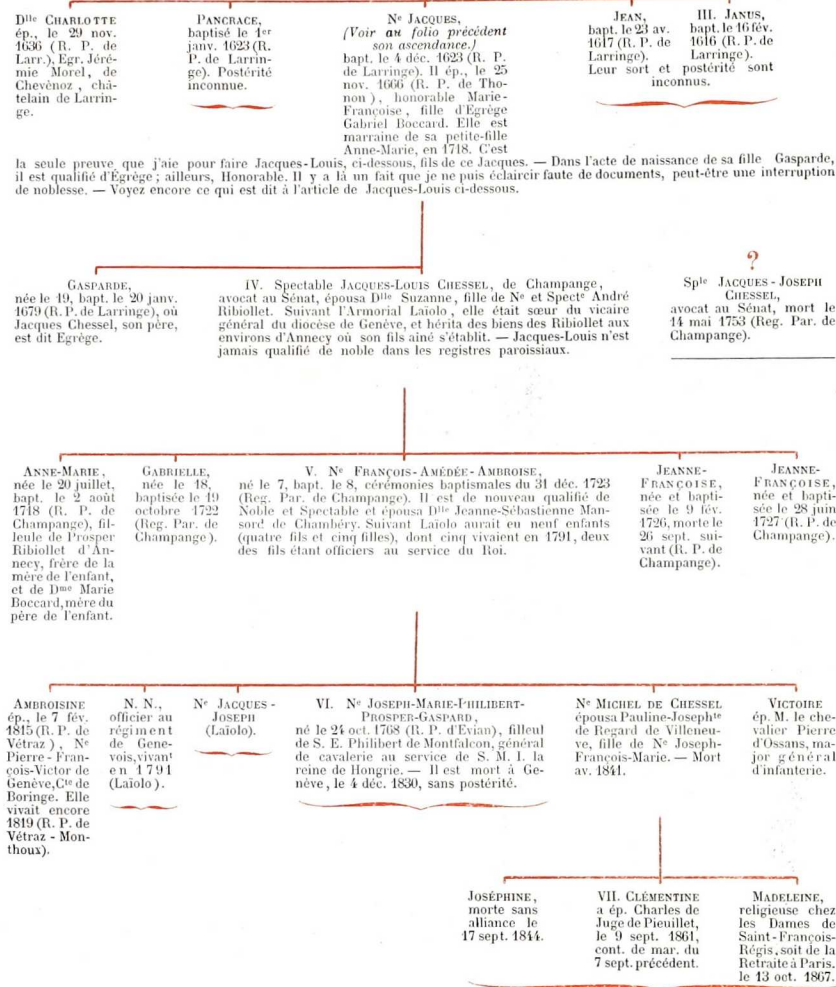 Dlle CHARLOTTE
ép., le 29 nov.
1636 (R. P. de
Larr.), Egr. Jéré-
mie Morel, de
Chevènoz, châ-
telain de Larrin-
ge.
PANCRACE,
baptisé le 1er
janv. 1623 (R.
P. de Larrin-
ge). Postérité
inconnue.
Ne JACQUES,
(Voir au folio précédent
son ascendance.)
bapt. le 4 déc. 1623 (R. P.
de Larringe). Il ép., le 25
nov. 1666 (R. P. de Tho-
non), honorable Marie-
Françoise, fille d'Egrège
Gabriel Boccard. Elle est
marraine de sa petite-fille
Anne-Marie, en 1718. C'est
la seule preuve que j'aie pour faire Jacques-Louis, ci-dessous, fils de ce Jacques. — Dans l'acte de naissance de sa fille Gasparde,
il est qualifié d'Egrège; ailleurs, Honorable. Il y a là un fait que je ne puis éclaircir faute de documents, peut-être une interruption
de noblesse. — Voyez encore ce qui est dit à l'article de Jacques-Louis ci-dessous.
JEAN,
bapt. le 23 av.
1617 (R. P. de
Larringe).
III. JANUS,
bapt. le 16 fév.
1616 (R. P. de
Larringe).
Leur sort et postérité sont
inconnus.
GASPARDE,
née le 19, bapt. le 20 janv.
1679 (R. P. de Larringe), où
Jacques Chessel, son père,
est dit Egrège.
IV. Spectable JACQUES-LOUIS CHESSEL, de Champange,
avocat au Sénat, épousa Dlle Suzanne, fille de Ne et Specte André
Ribiollet. Suivant l'Armorial Laïolo, elle était sœur du vicaire
général du diocèse de Genève, et hérita des biens des Ribiollet aux
environs d'Annecy où son fils aîné s'établit. — Jacques-Louis n'est
jamais qualifié de noble dans les registres paroissiaux.
?
Sple JACQUES-JOSEPH
CHESSEL,
avocat au Sénat, mort le
14 mai 1753 (Reg. Par. de
Champange).
ANNE-MARIE,
née le 20 juillet,
bapt. le 2 août
1718 (R. P. de
Champange), fil-
leule de Prosper
Ribiollet d'An-
necy, frère de la
mère de l'enfant,
et de Dme Marie
Boccard, mère du
père de l'enfant.
GABRIELLE,
née le 18,
baptisée le 19
octobre 1722
(Reg. Par. de
Champange).
V. Ne FRANÇOIS-AMÉDÉE-AMBROISE,
né le 7, bapt. le 8, cérémonies baptismales du 31 déc. 1723
(Reg. Par. de Champange). Il est de nouveau qualifié de
Noble et Spectable et épousa Dlle Jeanne-Sébastienne Man-
sord de Chambéry. Suivant Laïolo aurait eu neuf enfants
(quatre fils et cinq filles), dont cinq vivaient en 1791, deux
des fils étant officiers au service du Roi.
JEANNE-
FRANÇOISE,
née et bapti-
sée le 9 fév.
1726, morte le
26 sept. sui-
vant (R. P. de
Champange).
JEANNE-
FRANÇOISE,
née et bapti-
sée le 28 juin
1727 (R. P. de
Champange).
AMBROISINE
ép., le 7 fév.
1815 (R. P. de
Vétraz), Ne
Pierre-Fran-
çois-Victor de
Genève, Cte de
Boringe. Elle
vivait encore
1819 (R. P. de
Vétraz-Mon-
thoux).
N. N.,
officier au
régiment
de Gene-
vois, vivant
en 1791
(Laïolo).
Ne JACQUES-
JOSEPH
(Laïolo).
VI. Ne JOSEPH-MARIE-PHILIBERT-
PROSPER-GASPARD,
né le 24 oct. 1768 (R. P. d'Evian), filleul
de S. E. Philibert de Montfalcon, général
de cavalerie au service de S. M. I. la
reine de Hongrie. — Il est mort à Ge-
nève, le 4 déc. 1830, sans postérité.
Ne MICHEL DE CHESSEL
épousa Pauline-Josephte
de Regard de Villeneu-
ve, fille de Ne Joseph-
François-Marie. — Mort
av. 1841.
VICTOIRE
ép. M. le che-
valier Pierre
d'Ossans, ma-
jor général
d'infanterie.
JOSÉPHINE,
morte sans
alliance le
17 sept. 1844.
VII. CLÉMENTINE
a ép. Charles de
Juge de Pieuillet,
le 9 sept. 1861,
cont. de mar. du
7 sept. précédent.
MADELEINE,
religieuse chez
les Dames de
Saint-François-
Régis, soit de la
Retraite à Paris.
le 13 oct. 1867.